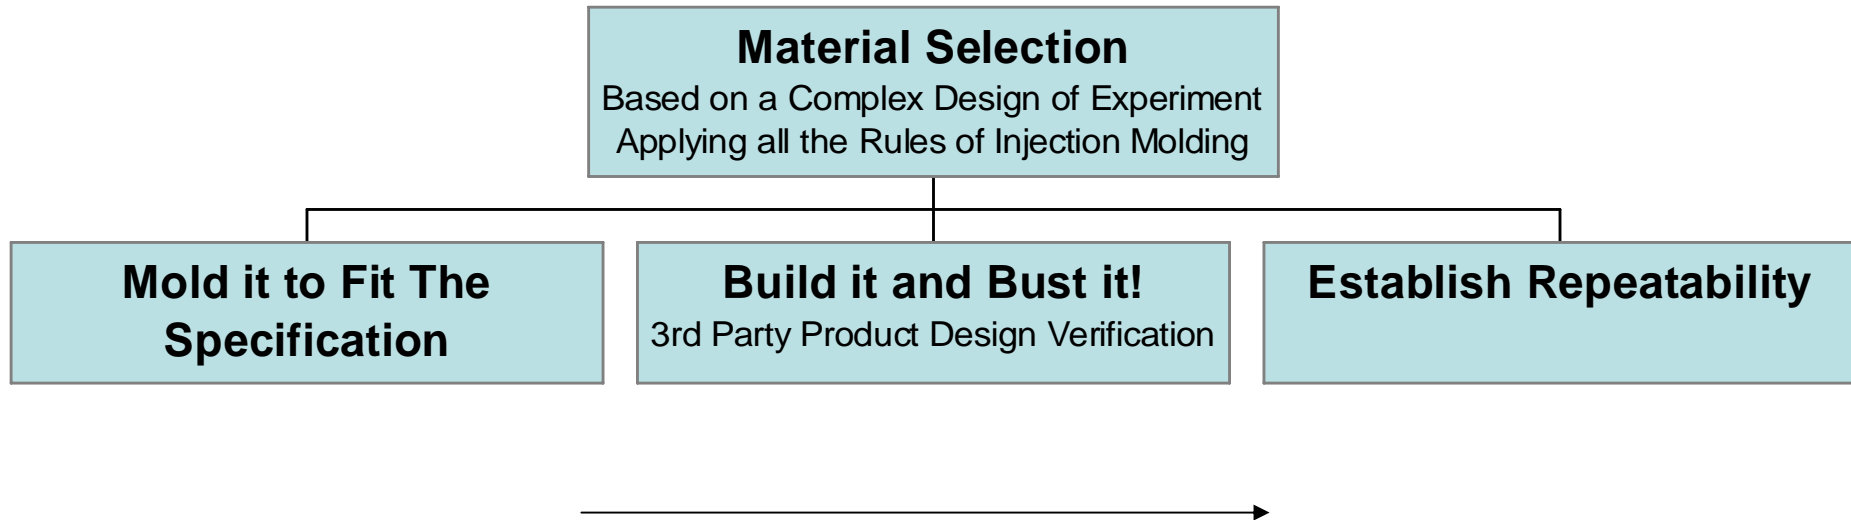 Material Selection
Based on a Complex Design of Experiment
Applying all the Rules of Injection Molding
Mold it to Fit The
Specification
Build it and Bust it!
3rd Party Product Design Verification
Establish Repeatability